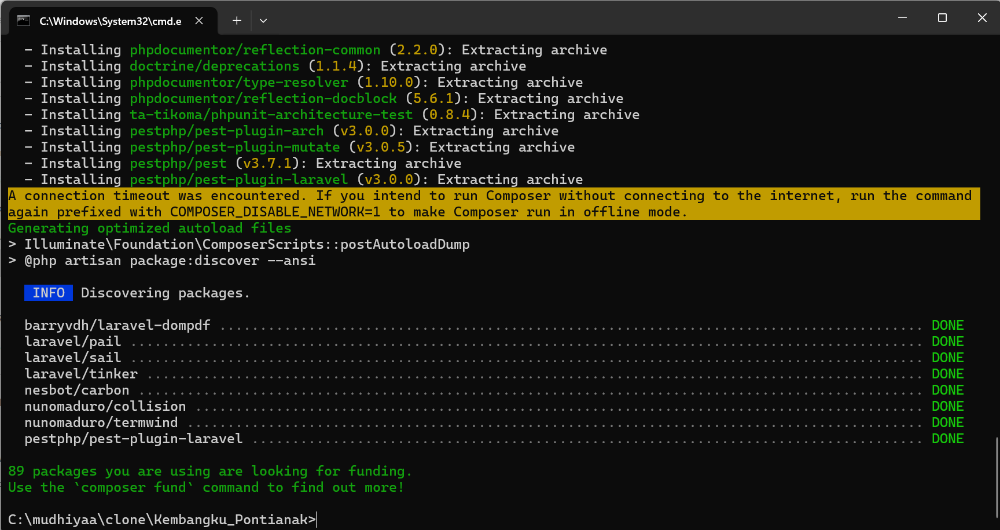 C:\Windows\System32\cmd.e
- Installing phpdocumentor/reflection-common (2.2.0): Extracting archive
- Installing doctrine/deprecations (1.1.4): Extracting archive
- Installing phpdocumentor/type-resolver (1.10.0): Extracting archive
- Installing phpdocumentor/reflection-docblock (5.6.1): Extracting archive
- Installing ta-tikoma/phpunit-architecture-test (0.8.4): Extracting archive
- Installing pestphp/pest-plugin-arch (v3.0.0): Extracting archive
- Installing pestphp/pest-plugin-mutate (v3.0.5): Extracting archive
- Installing pestphp/pest (v3.7.1): Extracting archive
- Installing pestphp/pest-plugin-laravel (v3.0.0): Extracting archive
A connection timeout was encountered. If you intend to run Composer without connecting to the internet, run the command
again prefixed with COMPOSER_DISABLE_NETWORK=1 to make Composer run in offline mode.
Generating optimized autoload files
> Illuminate\Foundation\ComposerScripts::postAutoloadDump
> @php artisan package:discover --ansi
INFO Discovering packages.
barryvdh/laravel-dompdf ....................................................................................... DONE
laravel/pail .................................................................................................. DONE
laravel/sail .................................................................................................. DONE
laravel/tinker ................................................................................................ DONE
nesbot/carbon ................................................................................................. DONE
nunomaduro/collision .......................................................................................... DONE
nunomaduro/termwind ........................................................................................... DONE
pestphp/pest-plugin-laravel ................................................................................... DONE
89 packages you are using are looking for funding.
Use the `composer fund` command to find out more!
C:\mudhiyaa\clone\Kembangku_Pontianak>